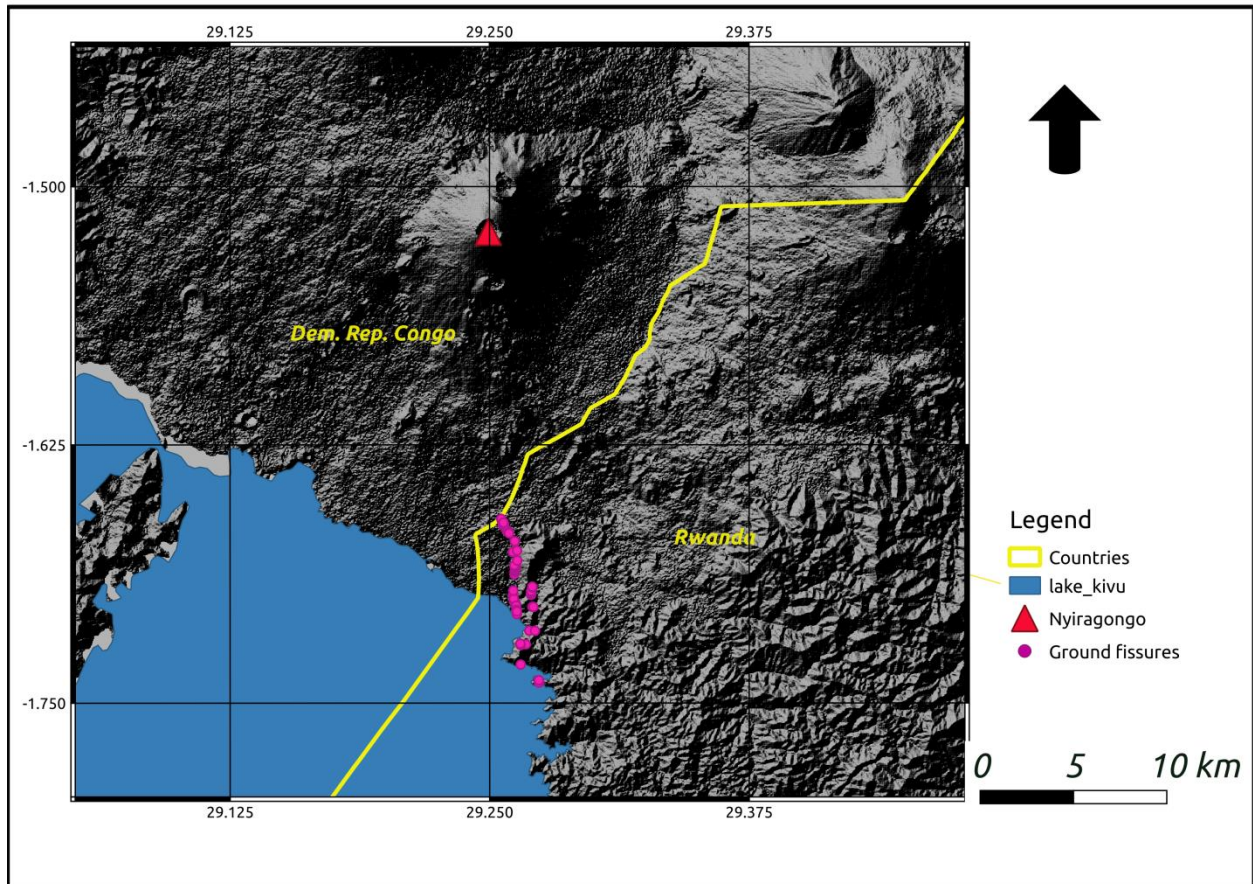 29.125 29.250 29.375
-1.500
Dem. Rep. Congo
-1.625
Rwanda
-1.750
29.125 29.250 29.375
Legend
Countries
lake_kivu
Nyiragongo
Ground fissures
0 5 10 km